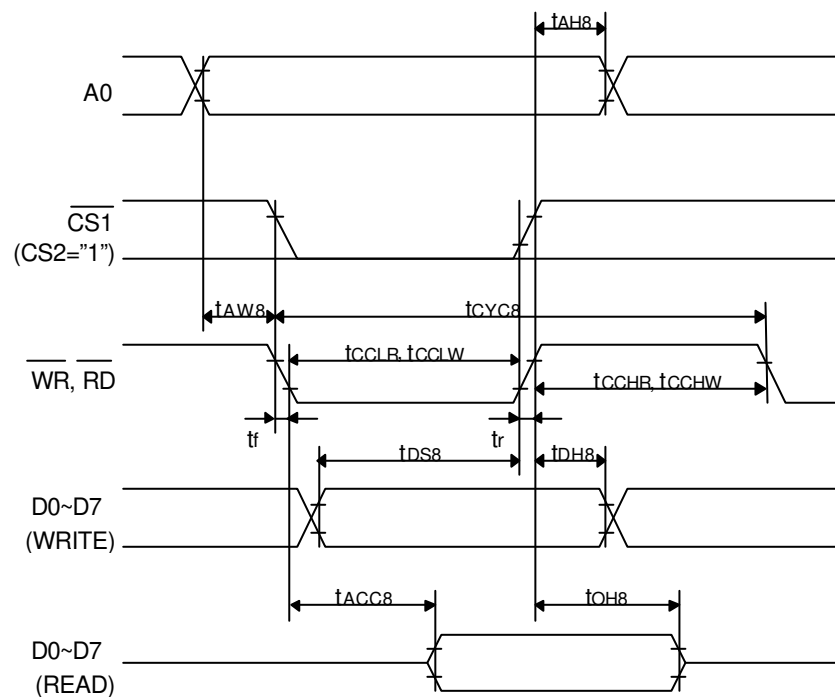 tAH8
A0
CS1
(CS2="1")
tAW8
tCYC8
tCCLR, tCCLW
WR, RD
tCCHR, tCCHW
tf
tr
tDS8
tDH8
D0~D7
(WRITE)
tACC8
tOH8
D0~D7
(READ)